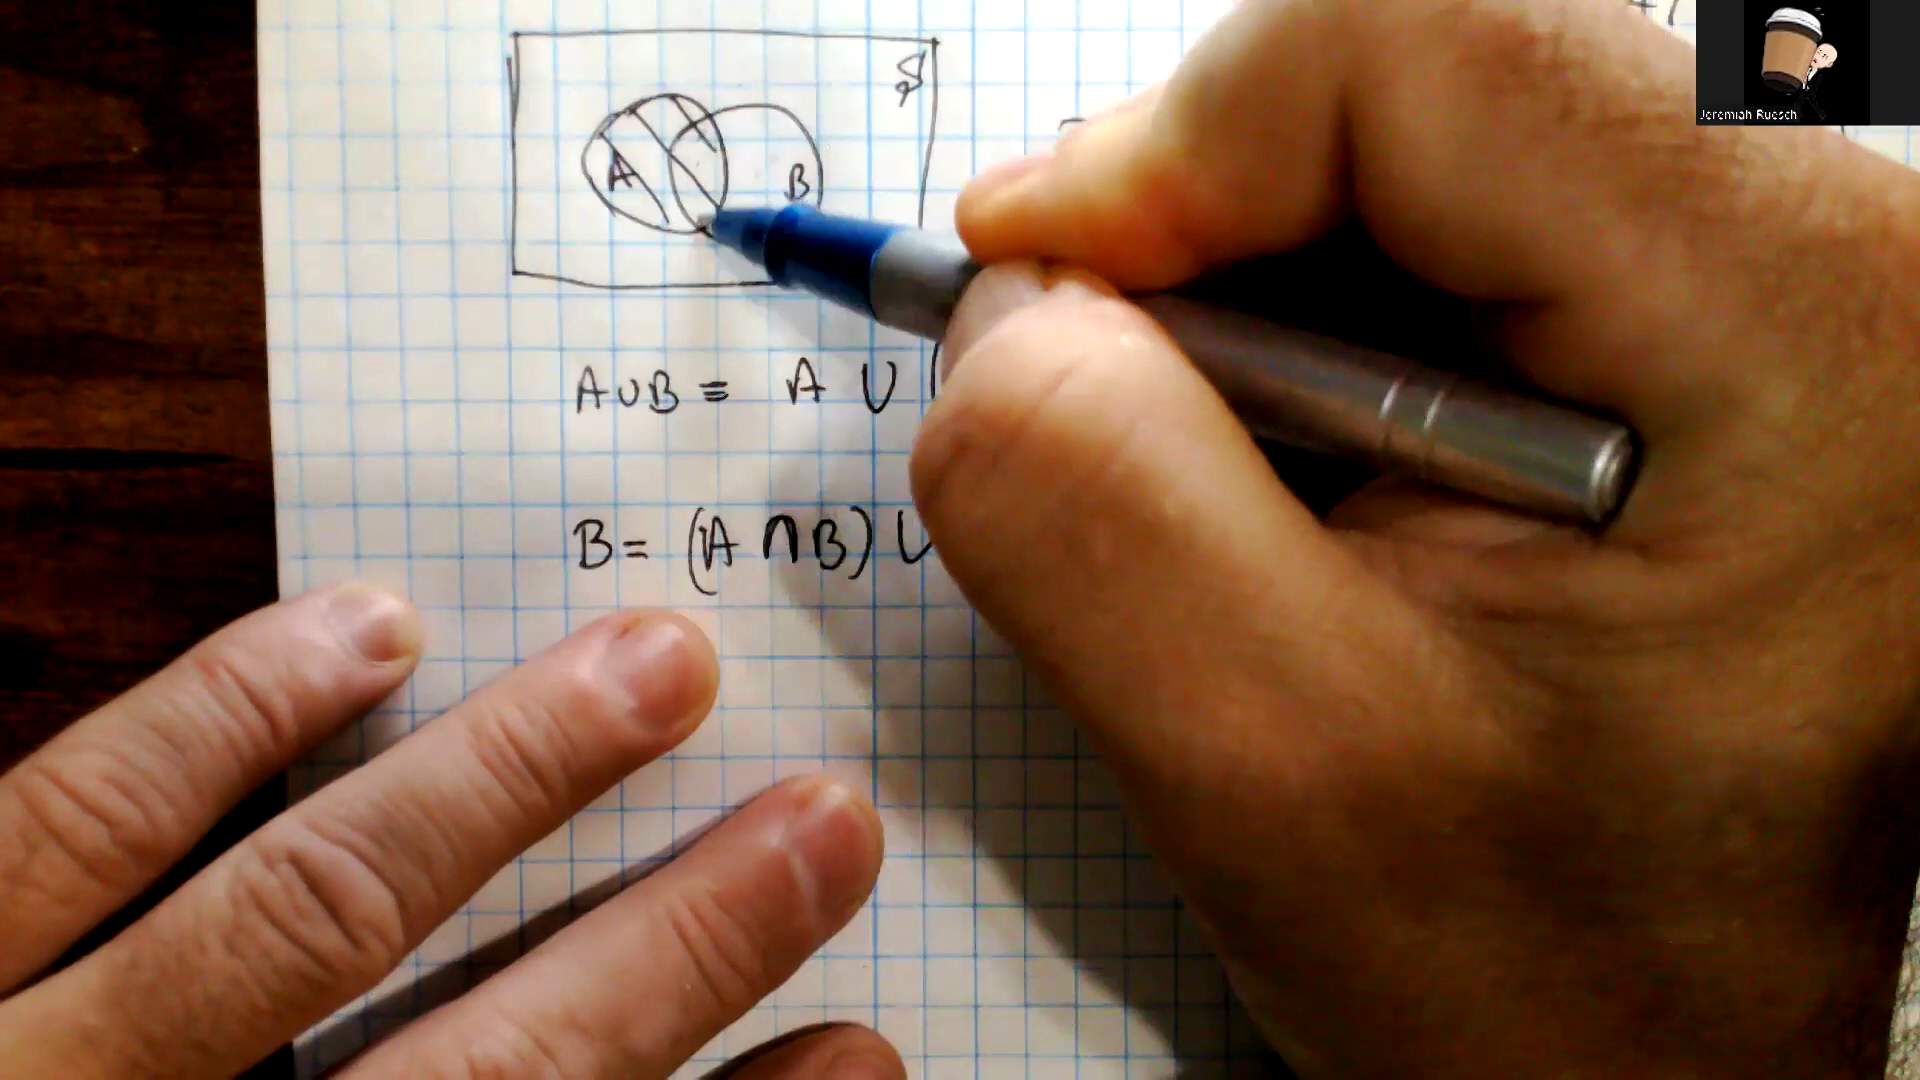 S
A
B
A∪B ≡ A ∪ (
B = (A ∩ B) ∪
Jeremiah Ruesch